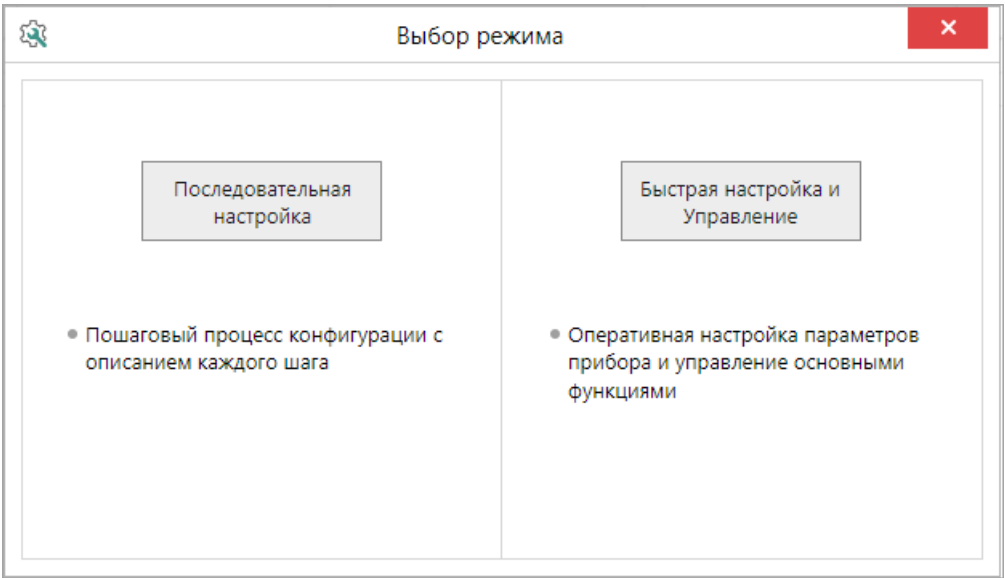 Выбор режима
Последовательная
настройка
Быстрая настройка и
Управление
Пошаговый процесс конфигурации с
описанием каждого шага
Оперативная настройка параметров
прибора и управление основными
функциями